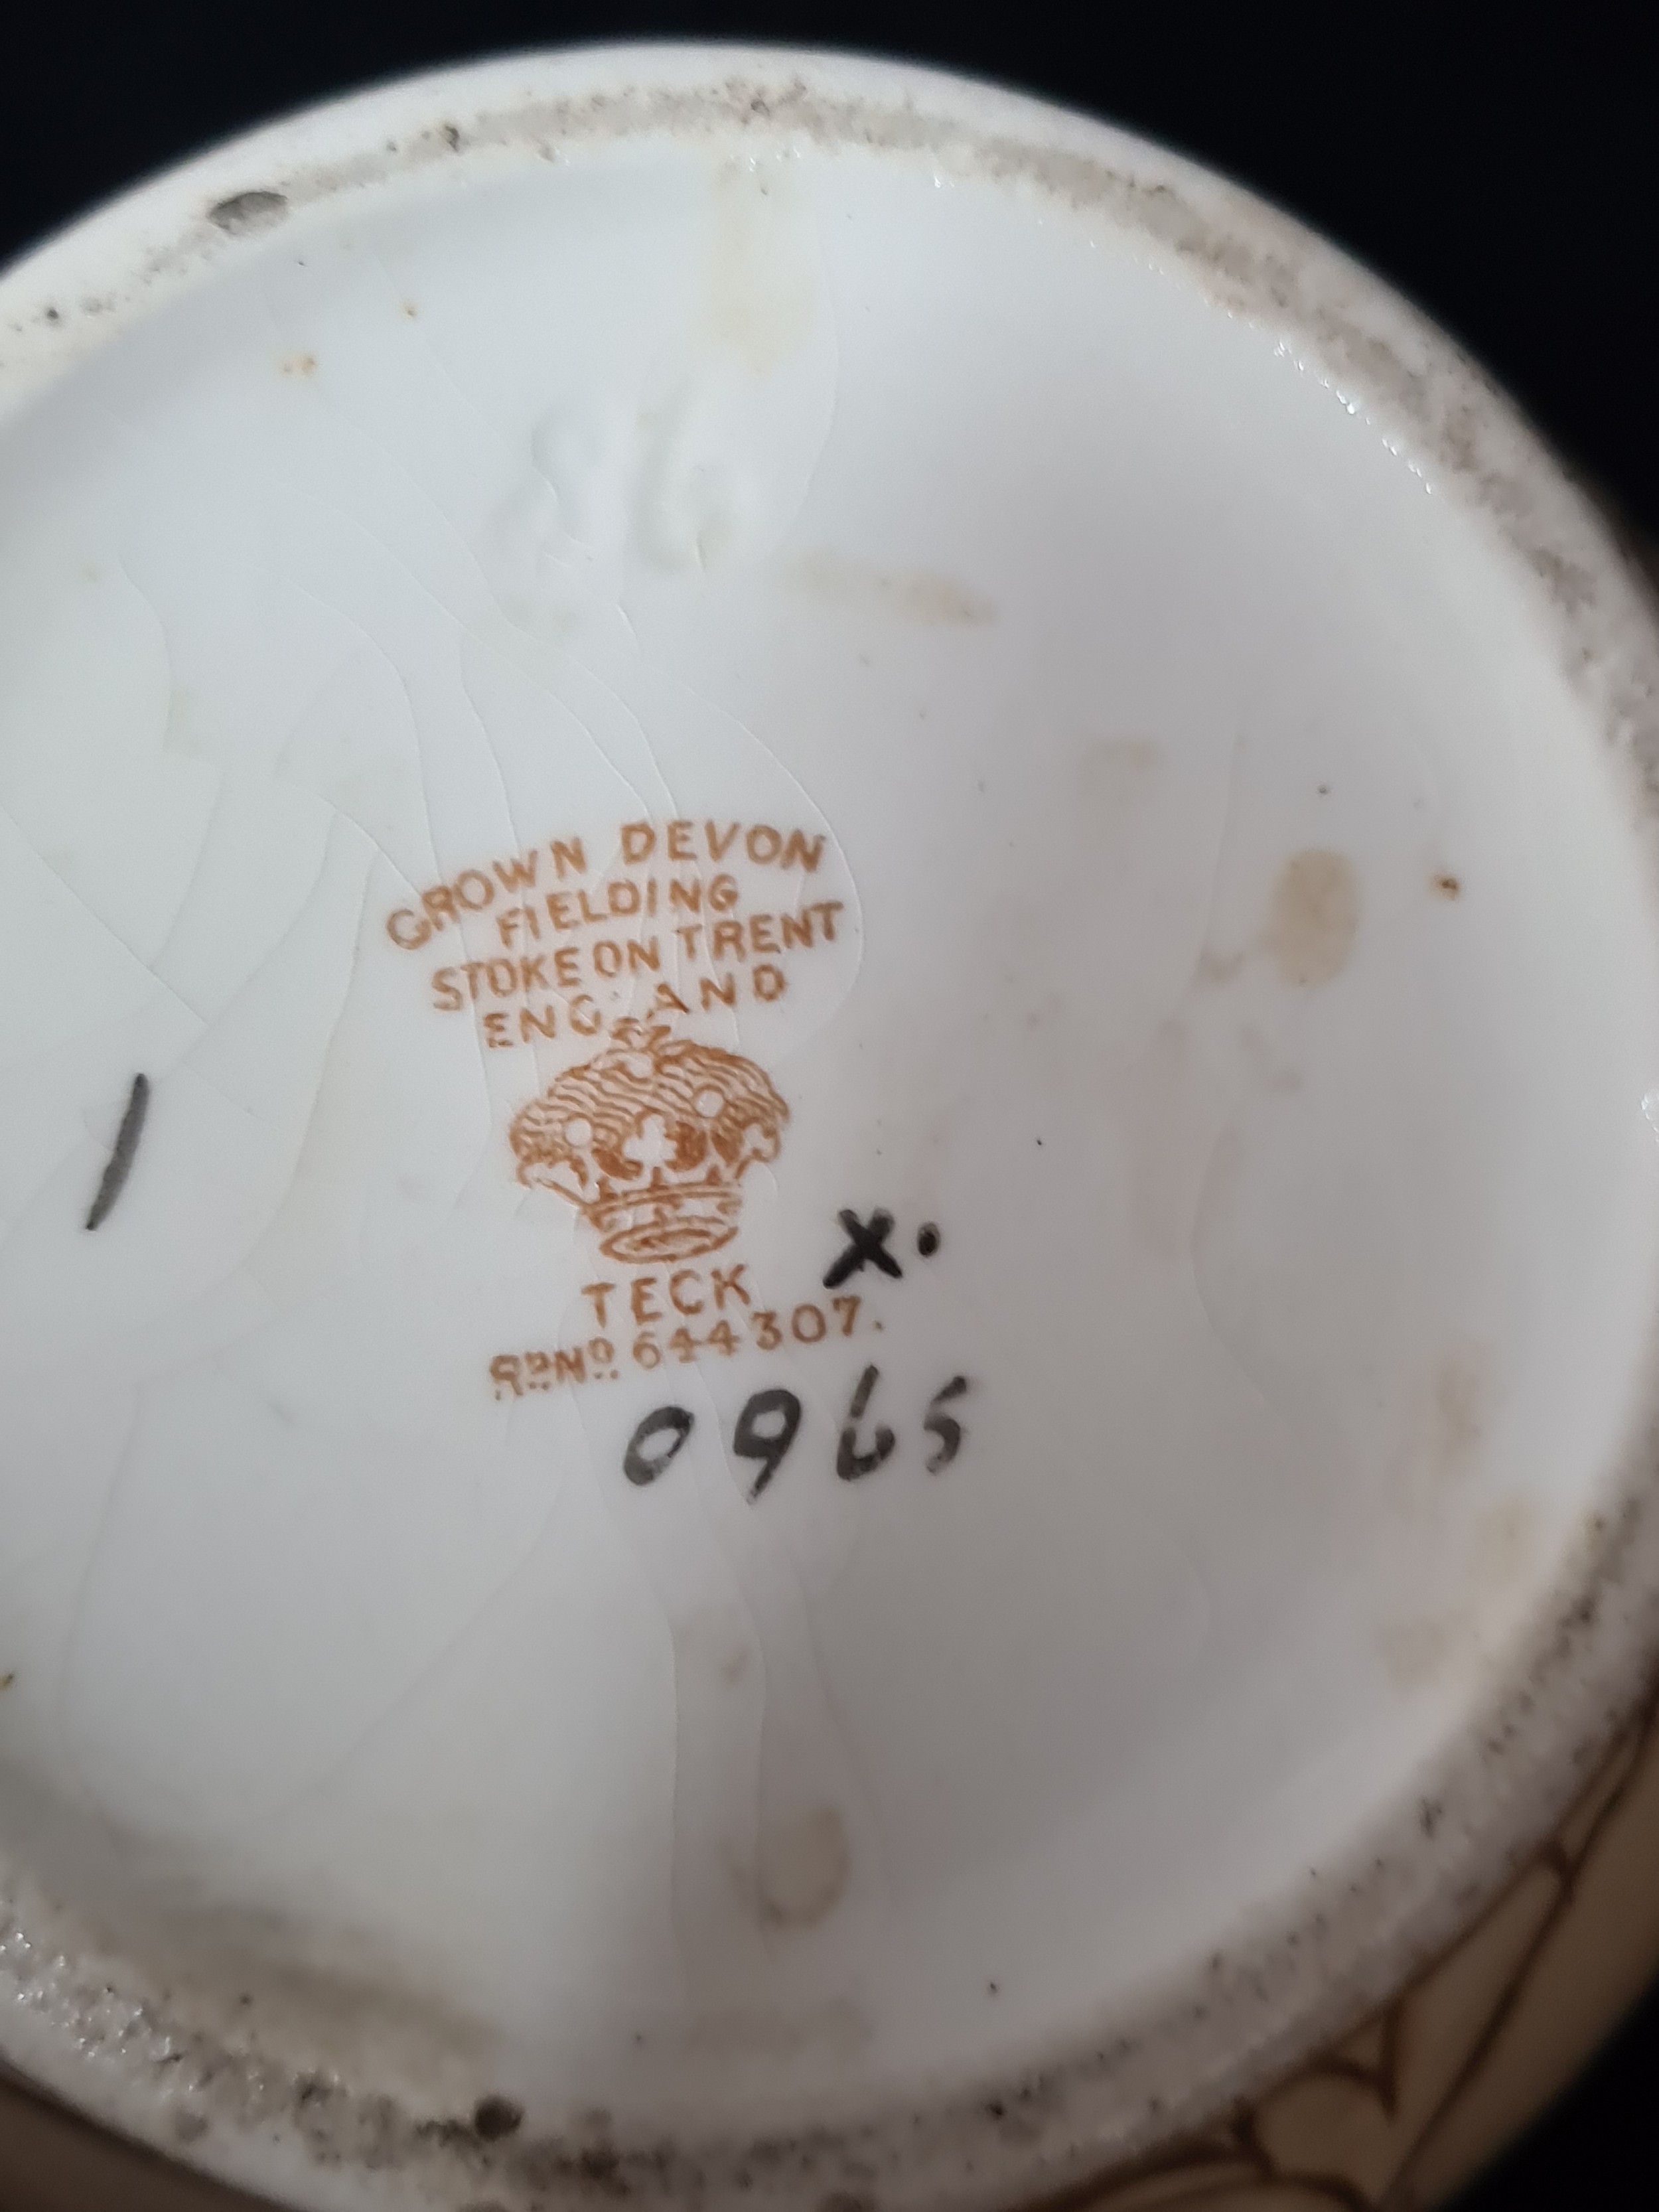 CROWN DEVON
FIELDING
STOKE ON TRENT
ENGLAND
TECK
X.
RD No 644307.
0965